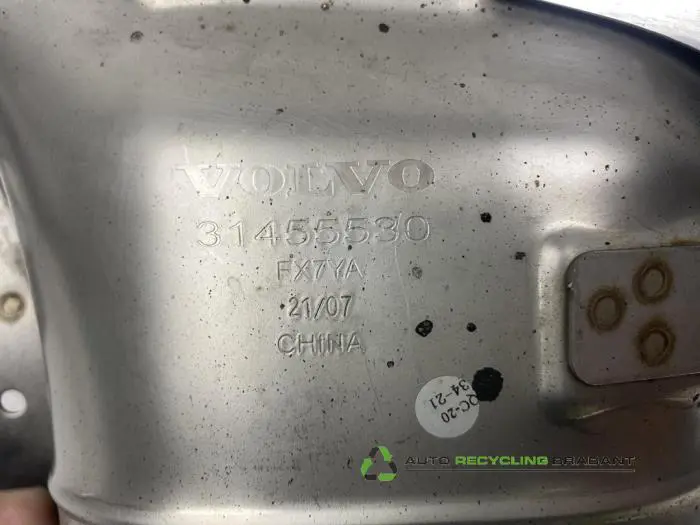 VOLVO
31455530
FX7YA
21/07
CHINA
QC-20
34-21
AUTO RECYCLING BRABANT